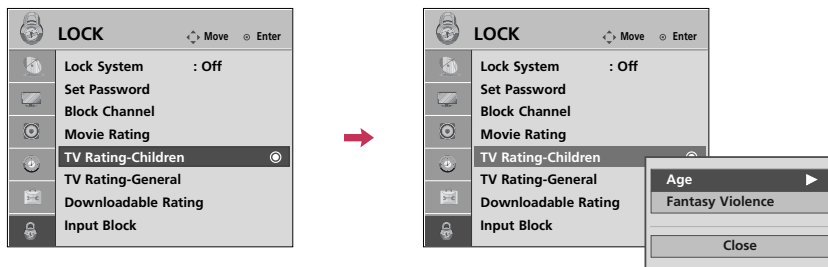 LOCK Move Enter
Lock System : Off
Set Password
Block Channel
Movie Rating
TV Rating-Children
TV Rating-General
Downloadable Rating
Input Block
LOCK Move Enter
Lock System : Off
Set Password
Block Channel
Movie Rating
TV Rating-Children
TV Rating-General
Downloadable Rating
Input Block
Age
Fantasy Violence
Close